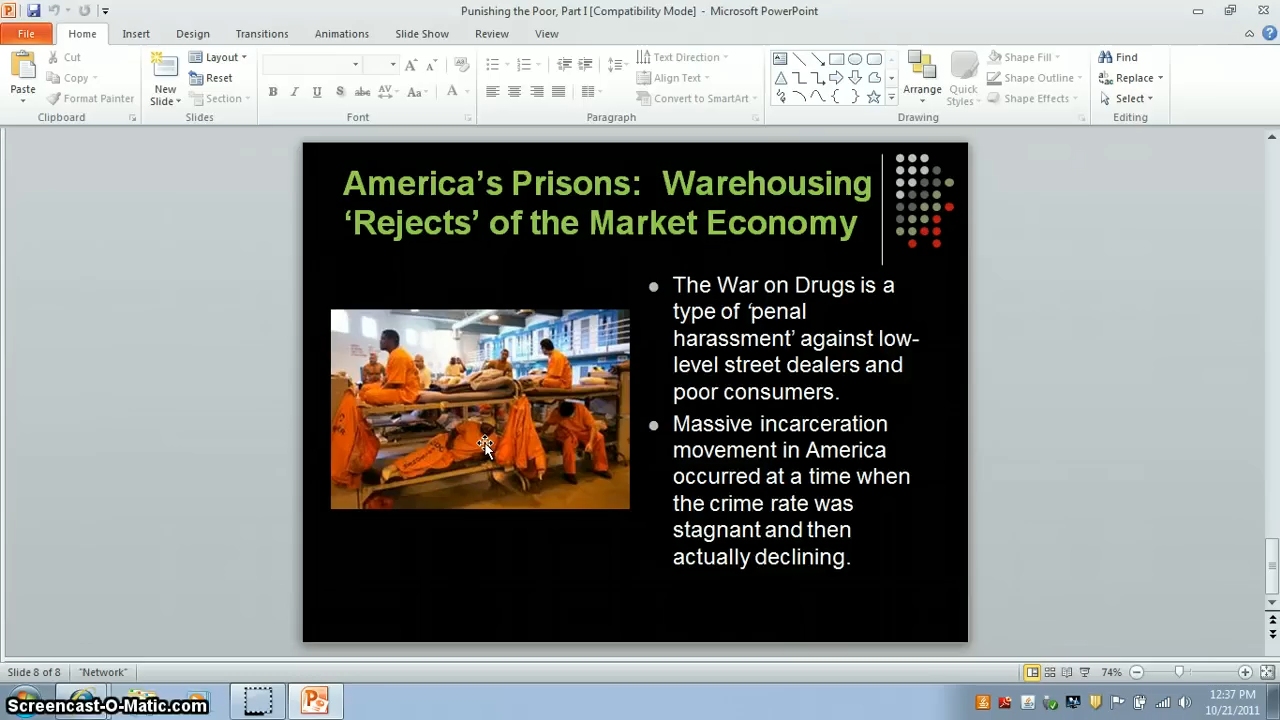 Punishing the Poor, Part I [Compatibility Mode] - Microsoft PowerPoint
File Home Insert Design Transitions Animations Slide Show Review View
Cut
Copy
Format Painter
Paste
Clipboard
New
Slide
Layout
Reset
Section
Slides
B I U S abc AV Aa A
Font
Text Direction
Align Text
Convert to SmartArt
Paragraph
Arrange
Quick
Styles
Shape Fill
Shape Outline
Shape Effects
Drawing
Find
Replace
Select
Editing
America’s Prisons: Warehousing
‘Rejects’ of the Market Economy
The War on Drugs is a
type of ‘penal
harassment’ against low-
level street dealers and
poor consumers.
Massive incarceration
movement in America
occurred at a time when
the crime rate was
stagnant and then
actually declining.
Slide 8 of 8 "Network" 74%
Screencast-O-Matic.com
12:37 PM
10/21/2011